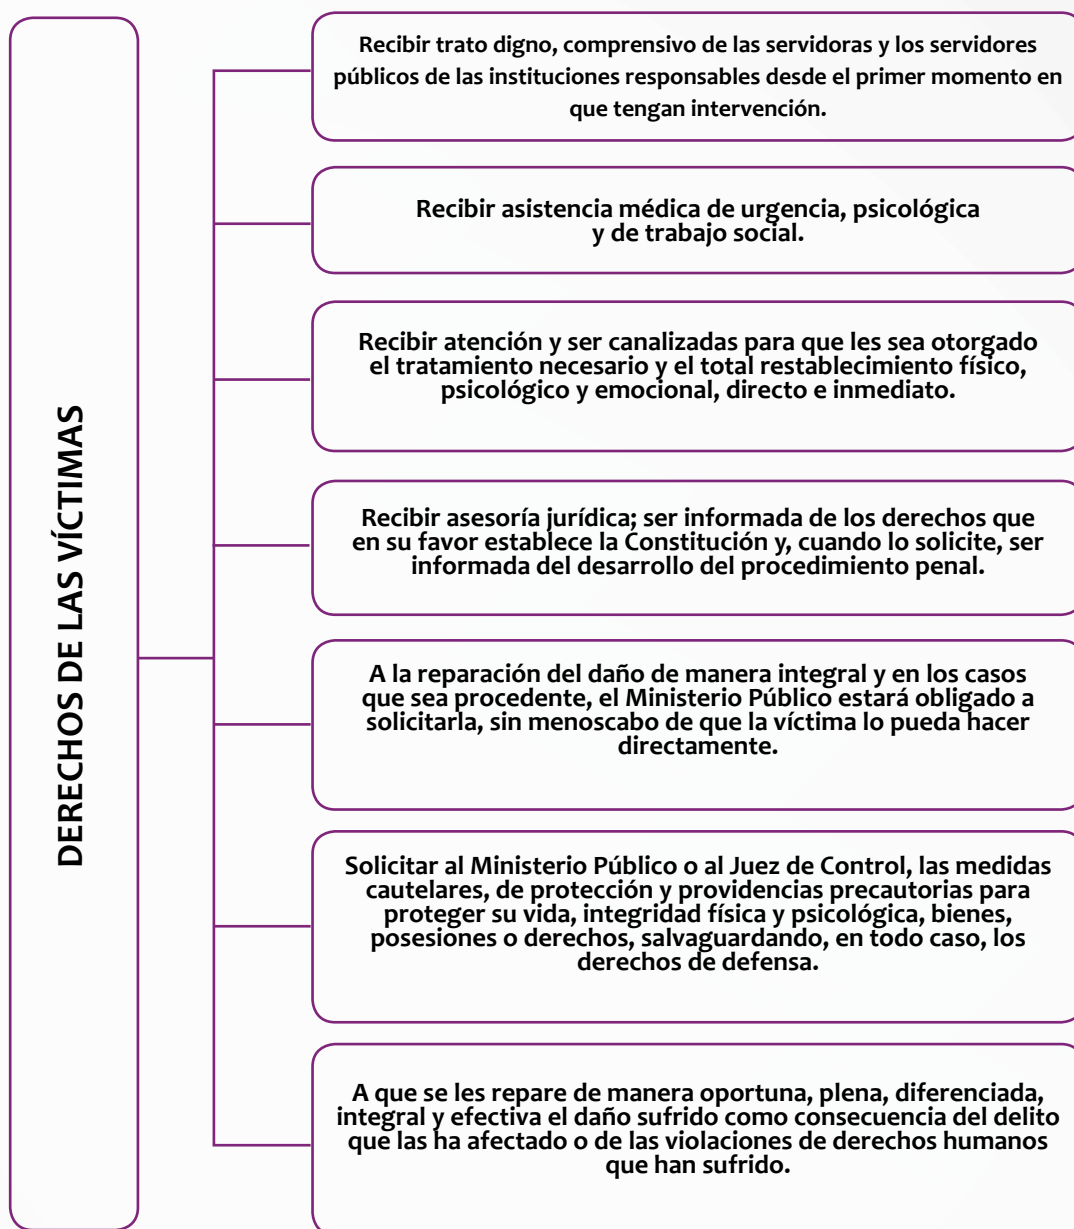 DERECHOS DE LAS VÍCTIMAS
Recibir trato digno, comprensivo de las servidoras y los servidores
públicos de las instituciones responsables desde el primer momento en
que tengan intervención.
Recibir asistencia médica de urgencia, psicológica
y de trabajo social.
Recibir atención y ser canalizadas para que les sea otorgado
el tratamiento necesario y el total restablecimiento físico,
psicológico y emocional, directo e inmediato.
Recibir asesoría jurídica; ser informada de los derechos que
en su favor establece la Constitución y, cuando lo solicite, ser
informada del desarrollo del procedimiento penal.
A la reparación del daño de manera integral y en los casos
que sea procedente, el Ministerio Público estará obligado a
solicitarla, sin menoscabo de que la víctima lo pueda hacer
directamente.
Solicitar al Ministerio Público o al Juez de Control, las medidas
cautelares, de protección y providencias precautorias para
proteger su vida, integridad física y psicológica, bienes,
posesiones o derechos, salvaguardando, en todo caso, los
derechos de defensa.
A que se les repare de manera oportuna, plena, diferenciada,
integral y efectiva el daño sufrido como consecuencia del delito
que las ha afectado o de las violaciones de derechos humanos
que han sufrido.